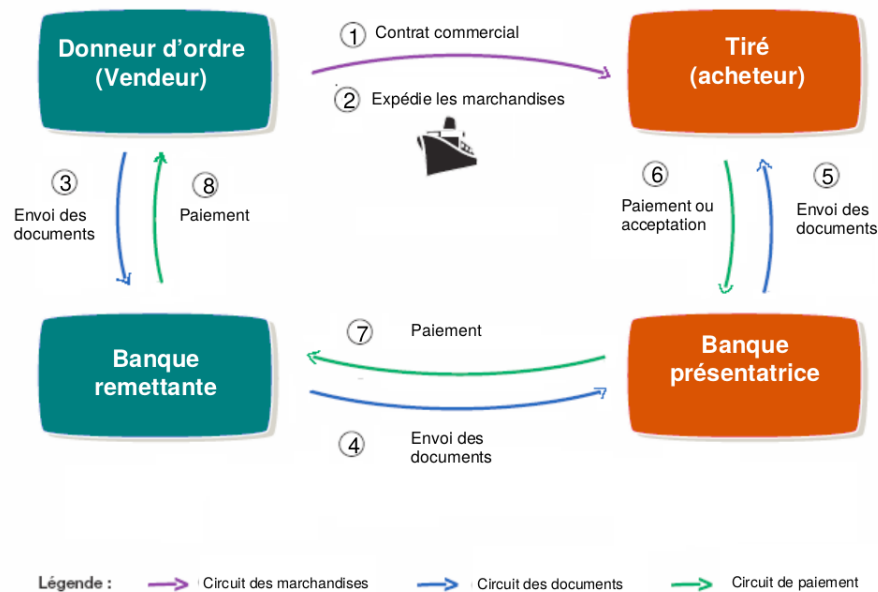 Donneur d'ordre
(Vendeur)
1 Contrat commercial
Tiré
(acheteur)
2 Expédie les marchandises
3
Envoi des
documents
8
Paiement
6
Paiement ou
acceptation
5
Envoi des
documents
Banque
remettante
7 Paiement
Banque
présentatrice
4 Envoi des
documents
Légende :
Circuit des marchandises
Circuit des documents
Circuit de paiement